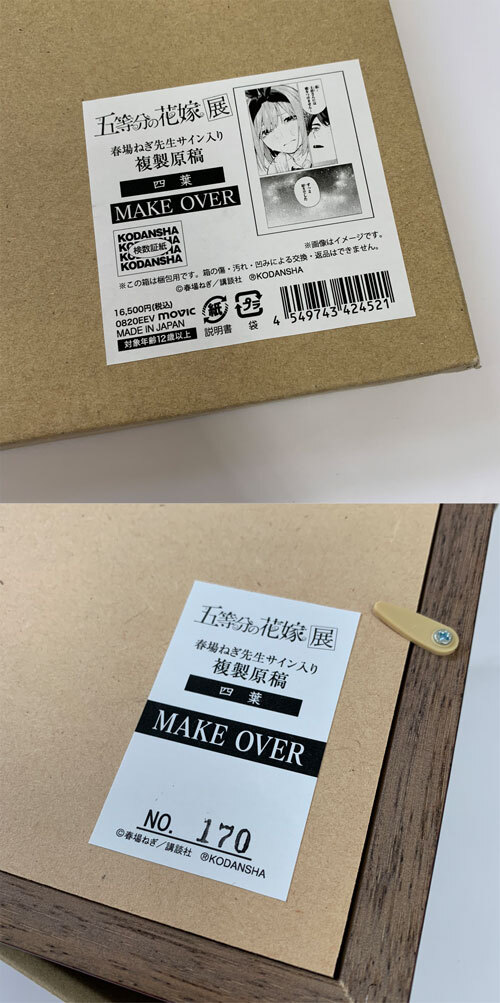 五等分の花嫁 展
春場ねぎ先生サイン入り
複製原稿
四葉
MAKE OVER
KODANSHA
検数証紙
KODANSHA
※画像はイメージです。
※この箱は梱包用です。箱の傷・汚れ・凹みによる交換・返品はできません。
©春場ねぎ/講談社 ®KODANSHA
16,500円(税込)
0820EEV movic
MADE IN JAPAN
対象年齢12歳以上
紙
説明書
プラ
袋
4 549743 424521
五等分の花嫁 展
春場ねぎ先生サイン入り
複製原稿
四葉
MAKE OVER
NO. 170
©春場ねぎ/講談社 ®KODANSHA